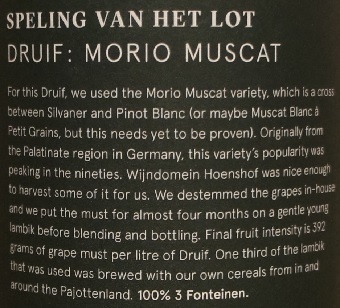 SPELING VAN HET LOT
DRUIF: MORIO MUSCAT
For this Druif, we used the Morio Muscat variety, which is a cross
between Silvaner and Pinot Blanc (or maybe Muscat Blanc à
Petit Grains, but this needs yet to be proven). Originally from
the Palatinate region in Germany, this variety's popularity was
peaking in the nineties. Wijndomein Hoenshof was nice enough
to harvest some of it for us. We destemmed the grapes in-house
and we put the must for almost four months on a gentle young
lambik before blending and bottling. Final fruit intensity is 392
grams of grape must per litre of Druif. One third of the lambik
that was used was brewed with our own cereals from in and
around the Pajottenland. 100% 3 Fonteinen.